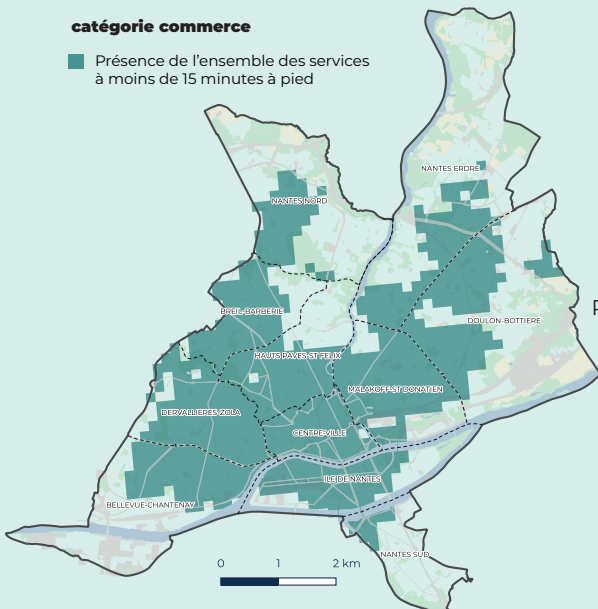 catégorie commerce
Présence de l'ensemble des services
à moins de 15 minutes à pied
NANTES ERDRE
NANTES NORD
BREIL-BARBERIE
DOULON-BOTTIERE
HAUTS PAVES-ST FELIX
MALAKOFF-ST DONATIEN
DERVALLIERES-ZOLA
CENTRE-VILLE
ILE DE NANTES
BELLEVUE-CHANTENAY
NANTES SUD
0 1 2 km